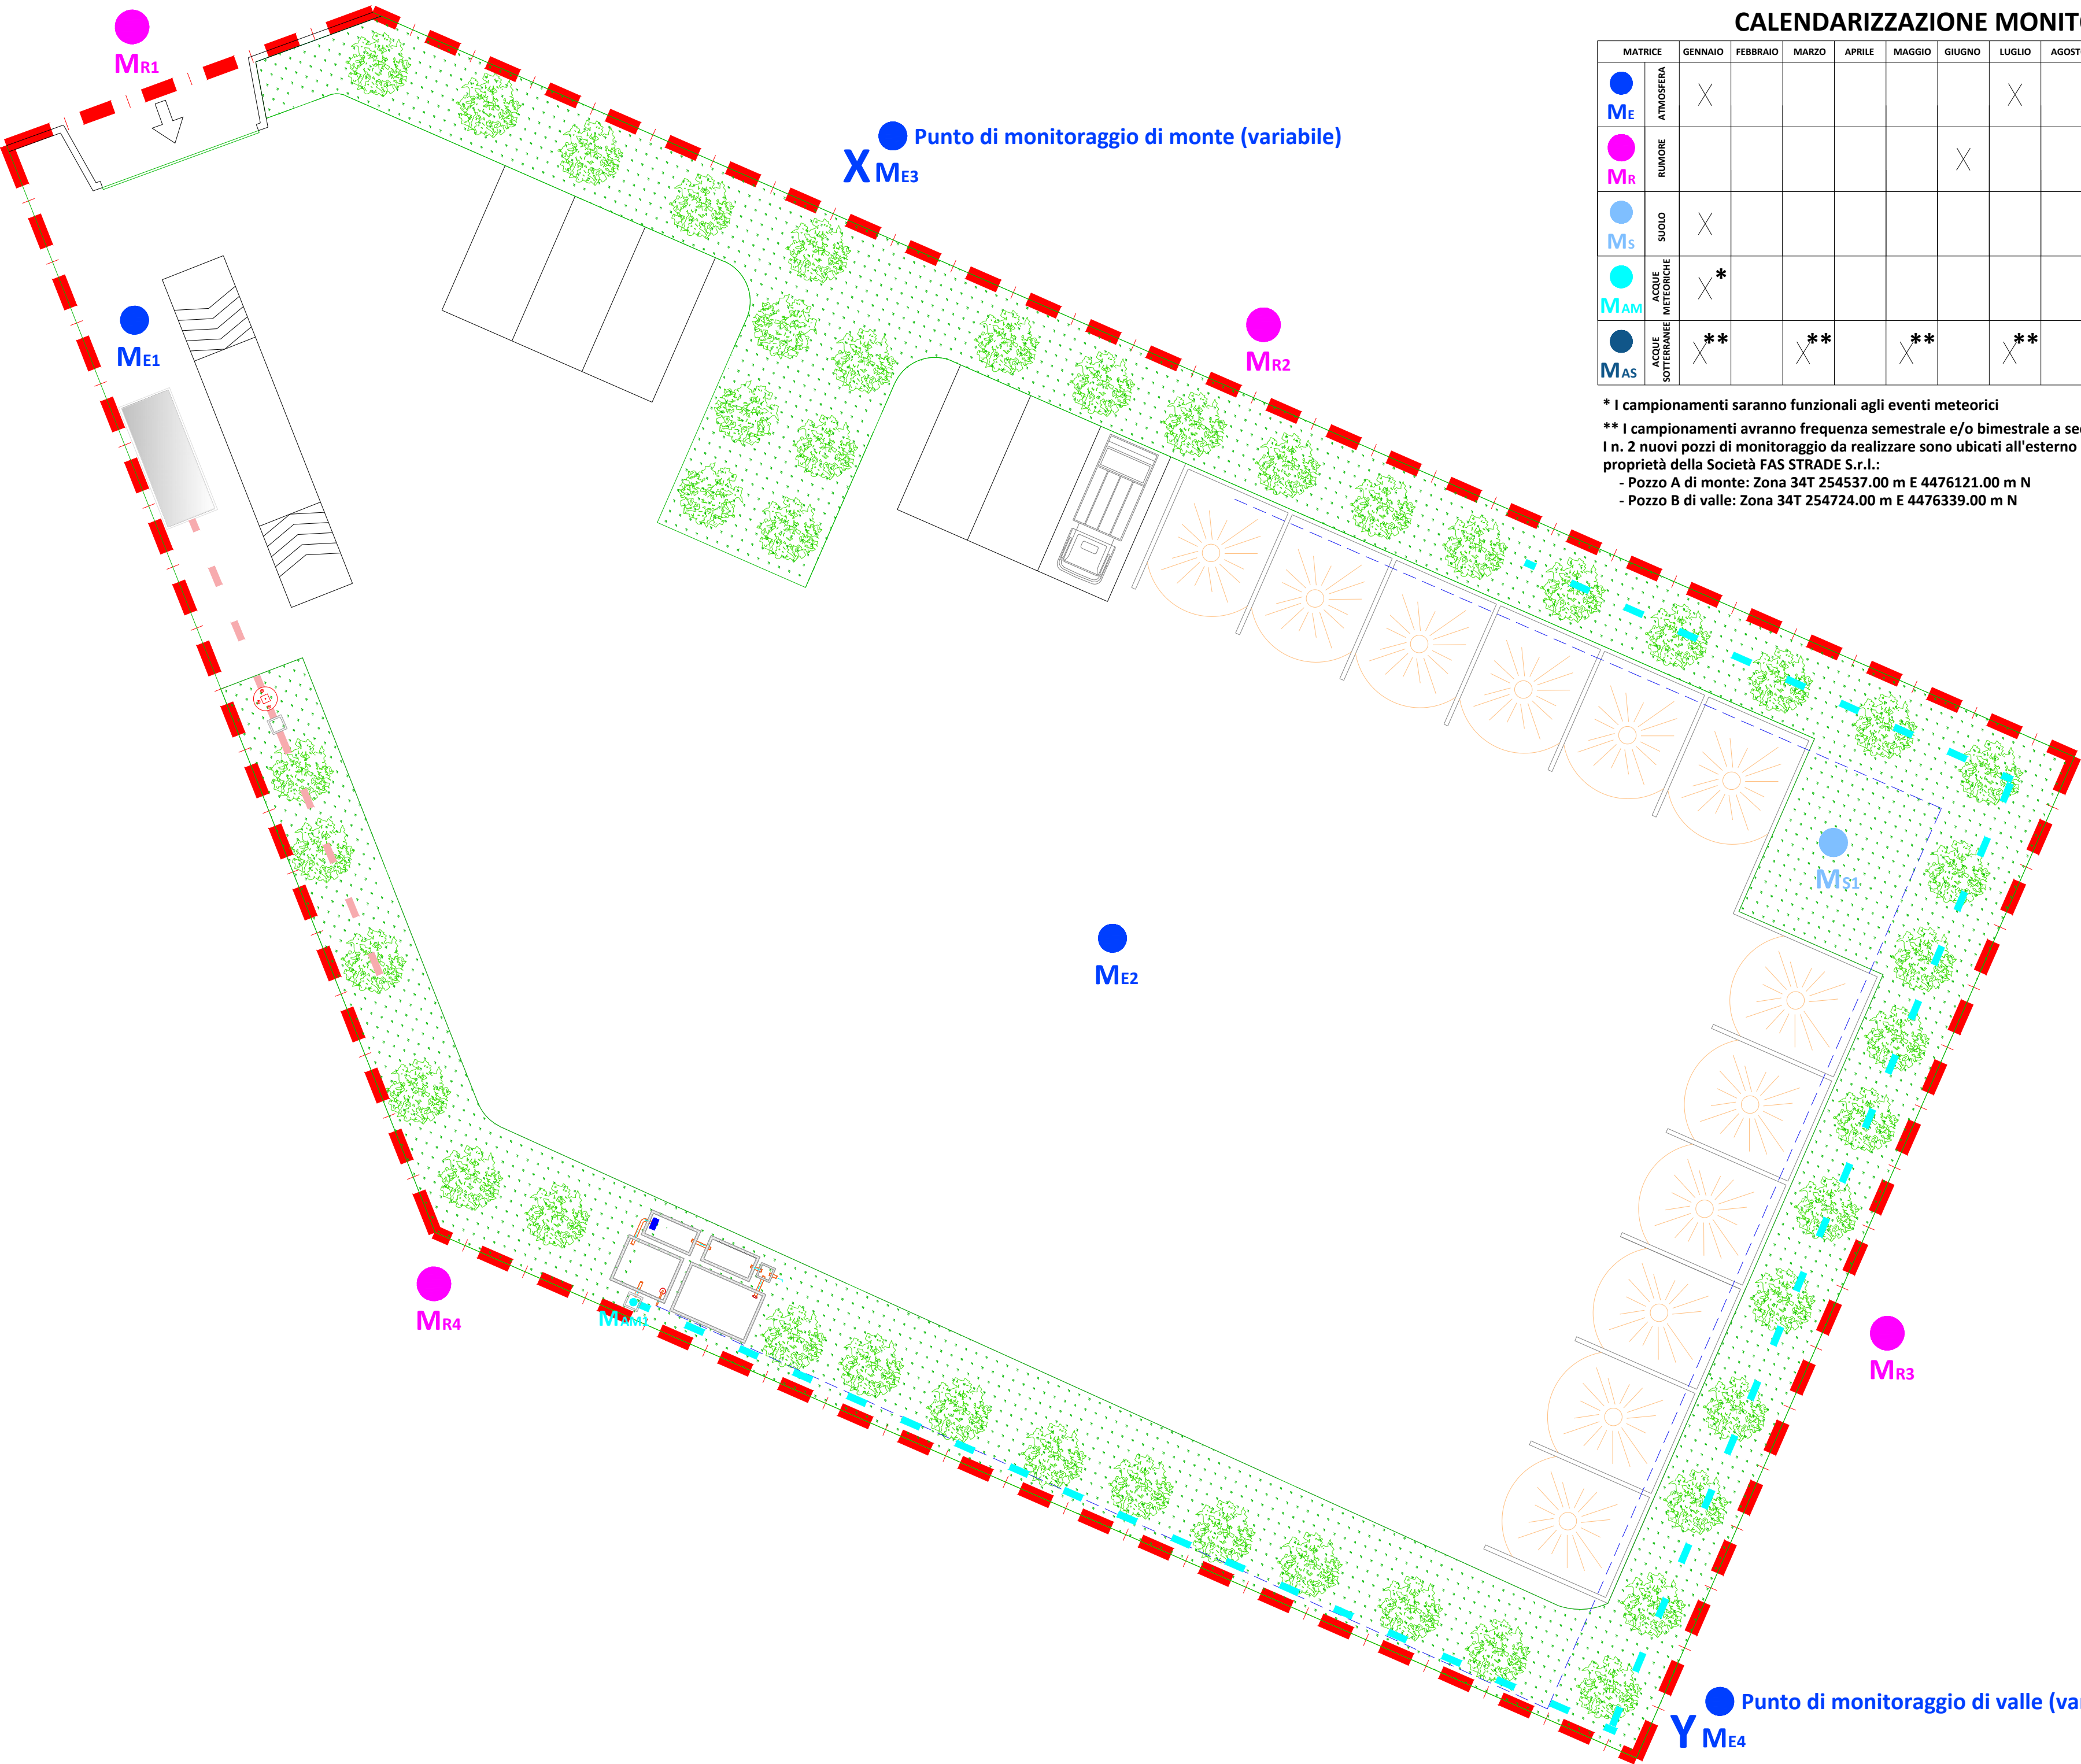 CALENDARIZZAZIONE MONITO
MATRICE GENNAIO FEBBRAIO MARZO APRILE MAGGIO GIUGNO LUGLIO AGOST
ME ATMOSFERA X X
MR RUMORE X
MS SUOLO X
MAM ACQUE METEORICHE X*
MAS ACQUE SOTTERRANEE X** X** X** X**
* I campionamenti saranno funzionali agli eventi meteorici
** I campionamenti avranno frequenza semestrale e/o bimestrale a se
I n. 2 nuovi pozzi di monitoraggio da realizzare sono ubicati all'esterno
proprietà della Società FAS STRADE S.r.l.:
- Pozzo A di monte: Zona 34T 254537.00 m E 4476121.00 m N
- Pozzo B di valle: Zona 34T 254724.00 m E 4476339.00 m N
MR1
Punto di monitoraggio di monte (variabile)
X ME3
ME1
MR2
MS1
ME2
MR4
MAM1
MR3
Punto di monitoraggio di valle (var
Y ME4